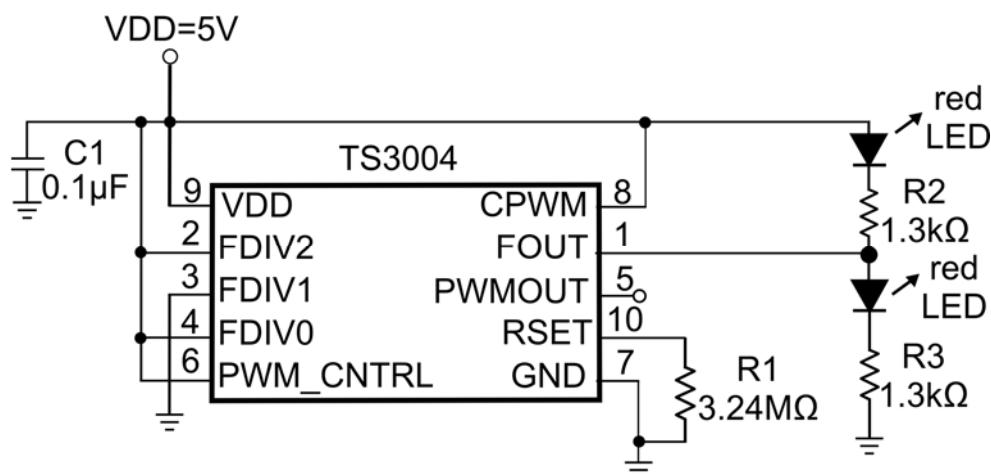 VDD=5V
red
LED
C1
0.1µF
TS3004
9
VDD
CPWM
8
R2
1.3kΩ
2
FDIV2
FOUT
1
3
FDIV1
PWMOUT
5
red
LED
4
FDIV0
RSET
10
6
PWM_CNTRL
GND
7
R1
3.24MΩ
R3
1.3kΩ